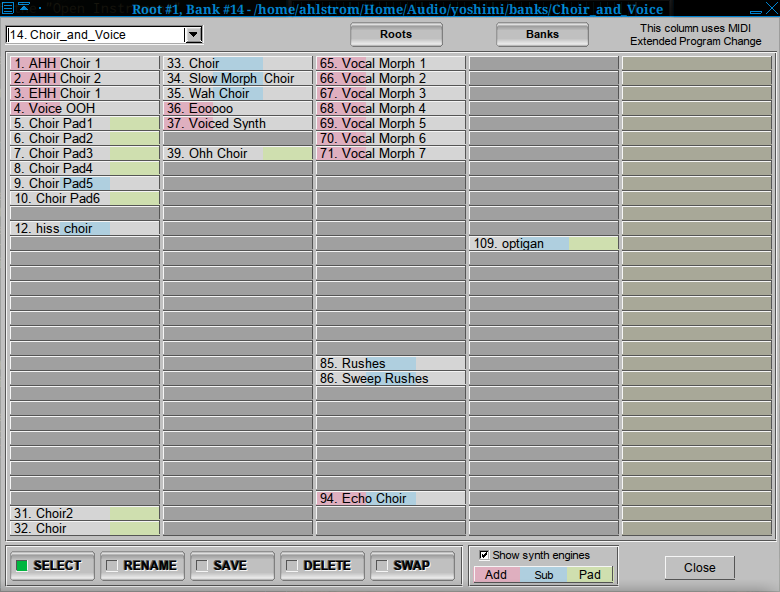 Root #1, Bank #14 - /home/ahlstrom/Home/Audio/yoshimi/banks/Choir_and_Voice
14. Choir_and_Voice
Roots
Banks
This column uses MIDI
Extended Program Change
1. AHH Choir 1
2. AHH Choir 2
3. EHH Choir 1
4. Voice OOH
5. Choir Pad1
6. Choir Pad2
7. Choir Pad3
8. Choir Pad4
9. Choir Pad5
10. Choir Pad6
12. hiss choir
31. Choir2
32. Choir
33. Choir
34. Slow Morph Choir
35. Wah Choir
36. Eooooo
37. Voiced Synth
39. Ohh Choir
65. Vocal Morph 1
66. Vocal Morph 2
67. Vocal Morph 3
68. Vocal Morph 4
69. Vocal Morph 5
70. Vocal Morph 6
71. Vocal Morph 7
85. Rushes
86. Sweep Rushes
94. Echo Choir
109. optigan
SELECT
RENAME
SAVE
DELETE
SWAP
Show synth engines
Add
Sub
Pad
Close